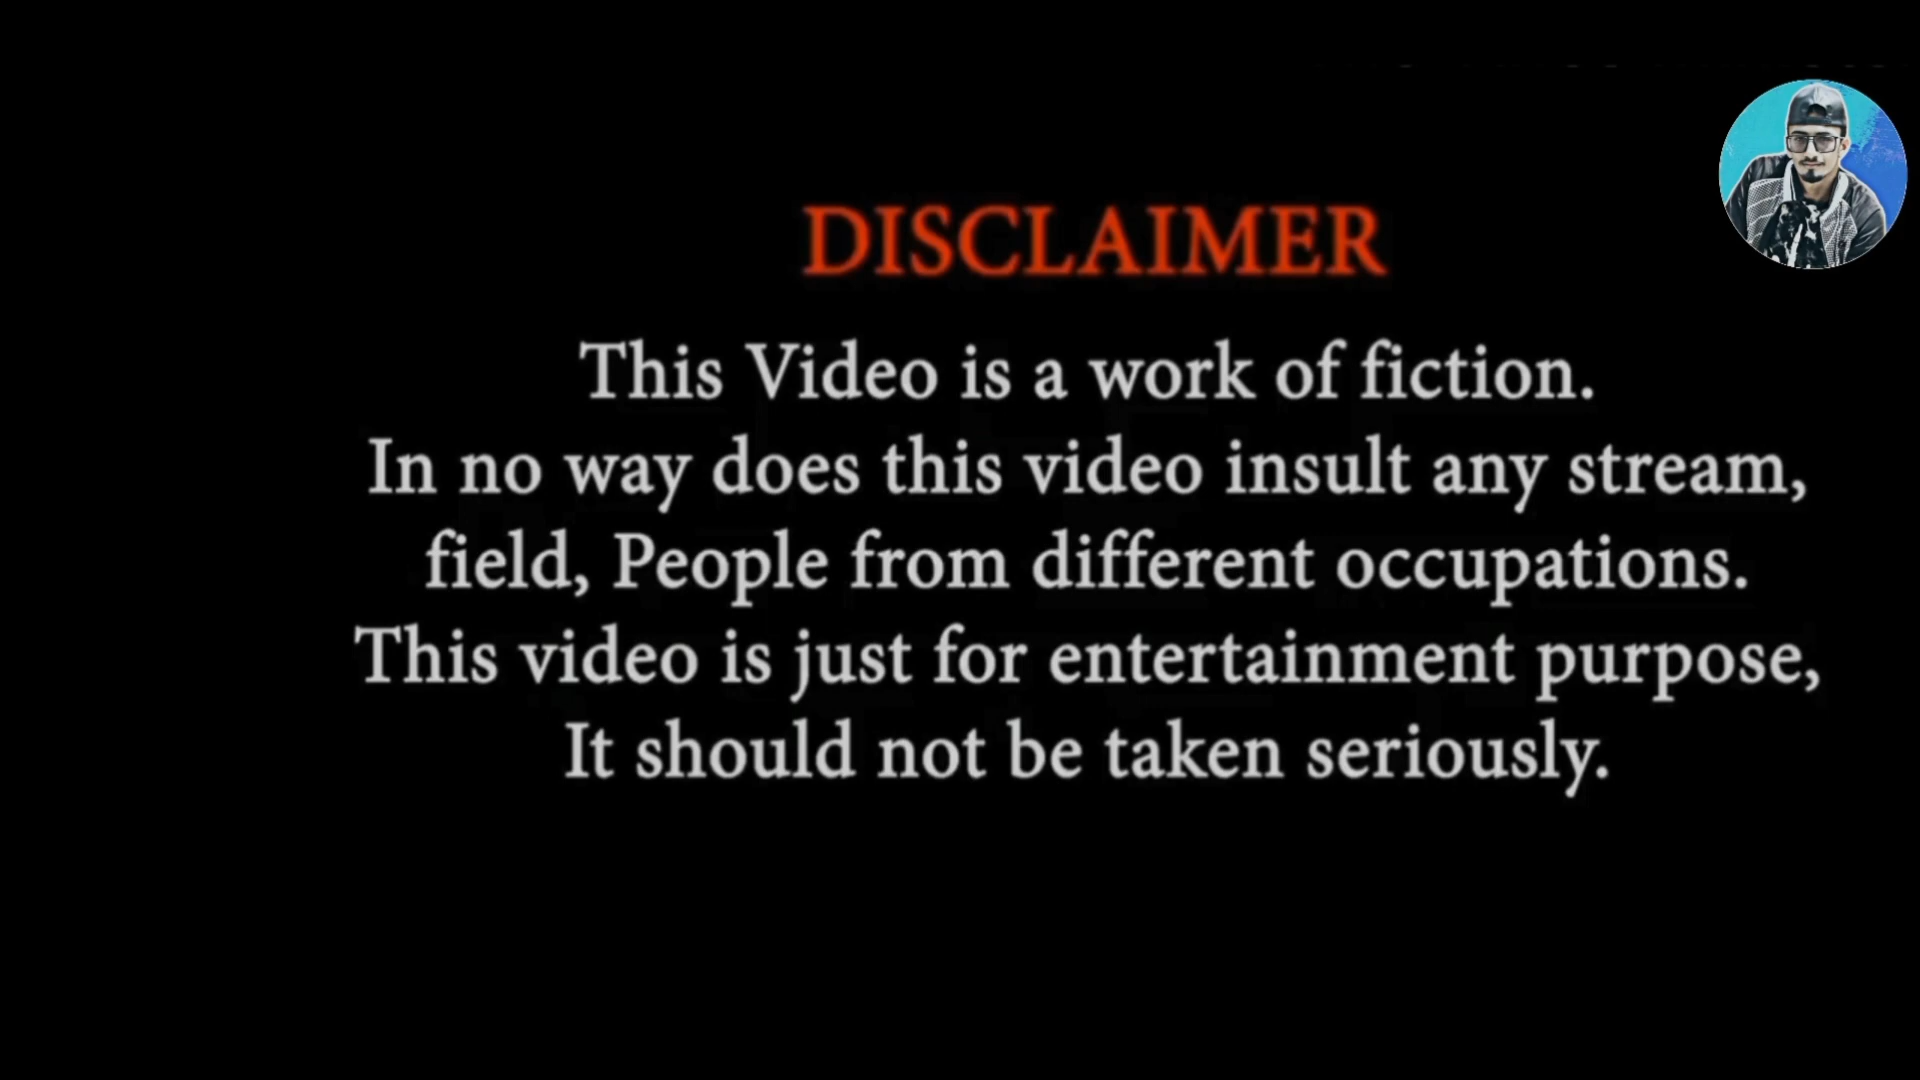 DISCLAIMER
This Video is a work of fiction.
In no way does this video insult any stream,
field, People from different occupations.
This video is just for entertainment purpose,
It should not be taken seriously.